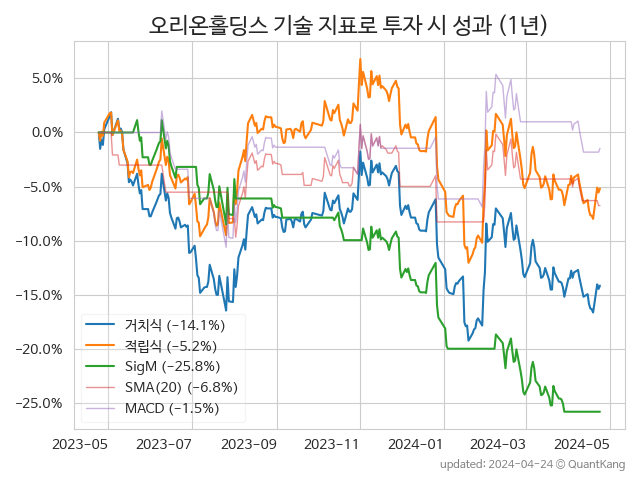 오리온홀딩스 기술 지표로 투자 시 성과 (1년)
5.0%
0.0%
−5.0%
−10.0%
−15.0%
−20.0%
−25.0%
거치식 (−14.1%)
적립식 (−5.2%)
SigM (−25.8%)
SMA(20) (−6.8%)
MACD (−1.5%)
2023-05 2023-07 2023-09 2023-11 2024-01 2024-03 2024-05
updated: 2024-04-24 © QuantKang